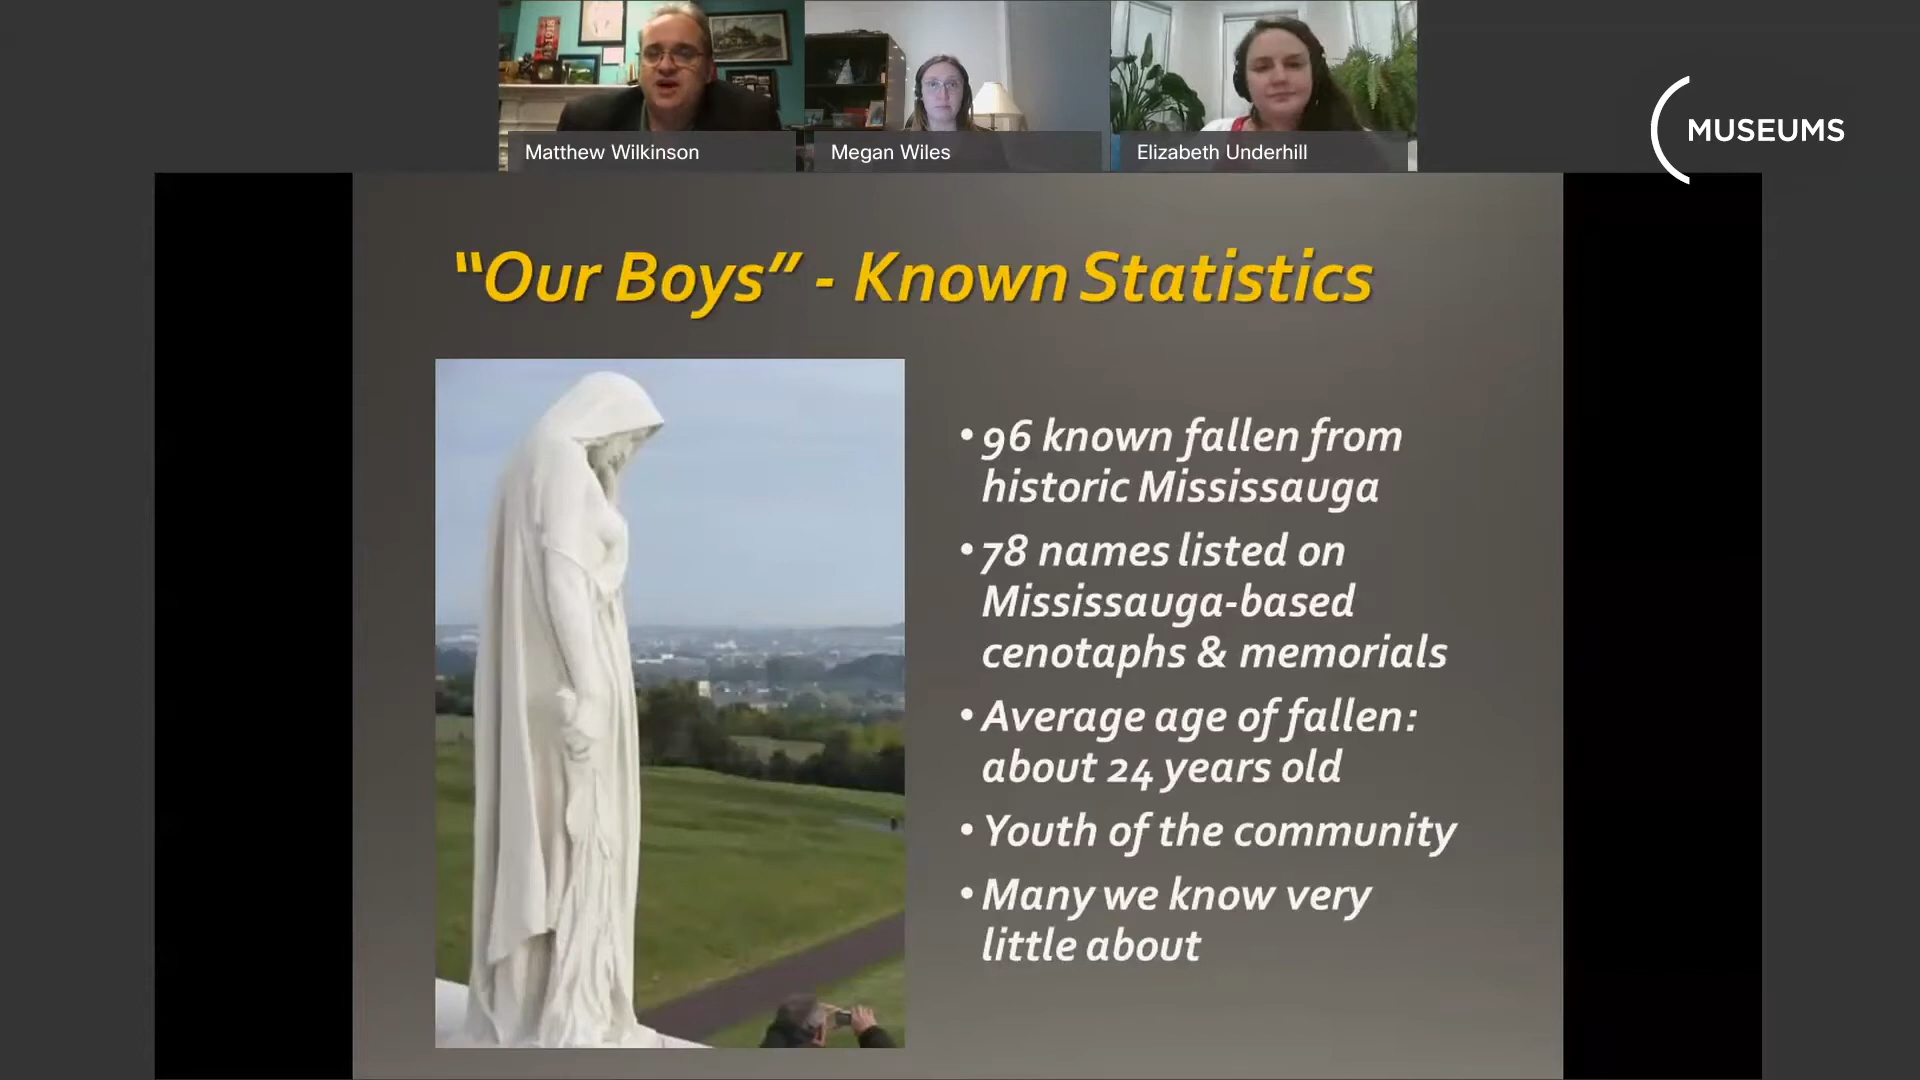 Matthew Wilkinson
Megan Wiles
Elizabeth Underhill
MUSEUMS
“Our Boys” - Known Statistics
• 96 known fallen from
historic Mississauga
• 78 names listed on
Mississauga-based
cenotaphs & memorials
• Average age of fallen:
about 24 years old
• Youth of the community
• Many we know very
little about